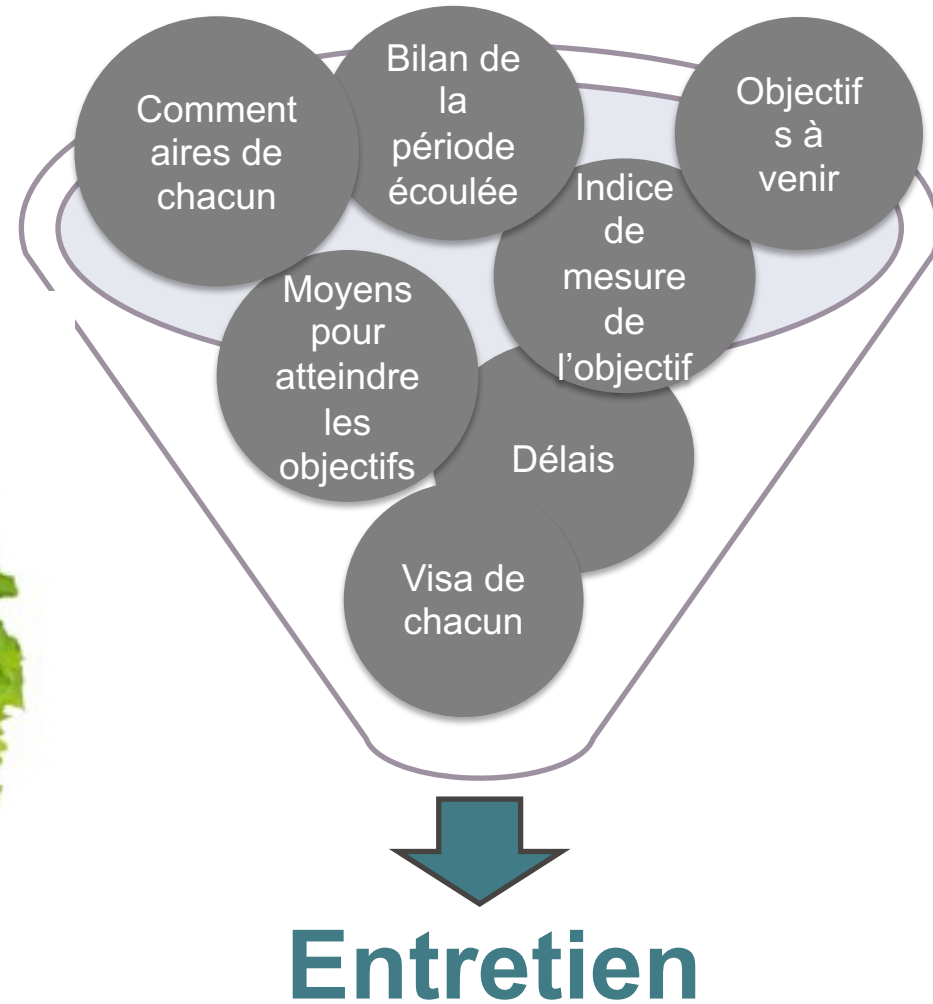 Comment
aires de
chacun
Bilan de
la
période
écoulée
Objectif
s à
venir
Indice
de
mesure
de
l’objectif
Moyens
pour
atteindre
les
objectifs
Délais
Visa de
chacun
Entretien